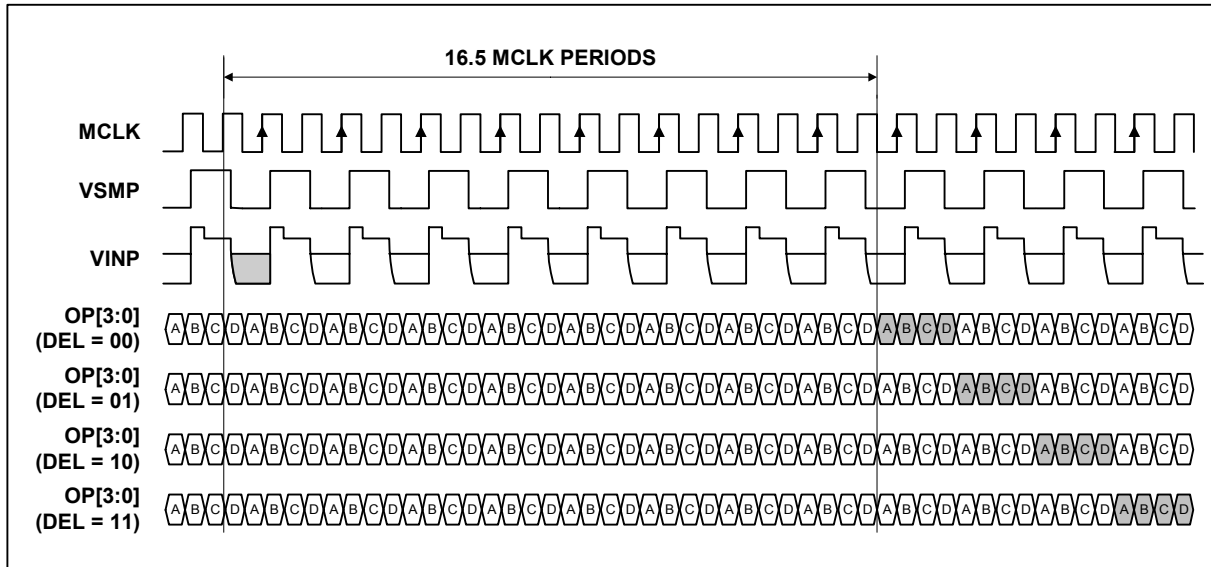 16.5 MCLK PERIODS
MCLK
VSMP
VINP
OP[3:0]
(DEL = 00)
A B C D A B C D A B C D A B C D A B C D A B C D A B C D A B C D A B C D A B C D A B C D A B C D A B C D
OP[3:0]
(DEL = 01)
A B C D A B C D A B C D A B C D A B C D A B C D A B C D A B C D A B C D A B C D A B C D A B C D A B C D
OP[3:0]
(DEL = 10)
A B C D A B C D A B C D A B C D A B C D A B C D A B C D A B C D A B C D A B C D A B C D A B C D A B C D
OP[3:0]
(DEL = 11)
A B C D A B C D A B C D A B C D A B C D A B C D A B C D A B C D A B C D A B C D A B C D A B C D A B C D